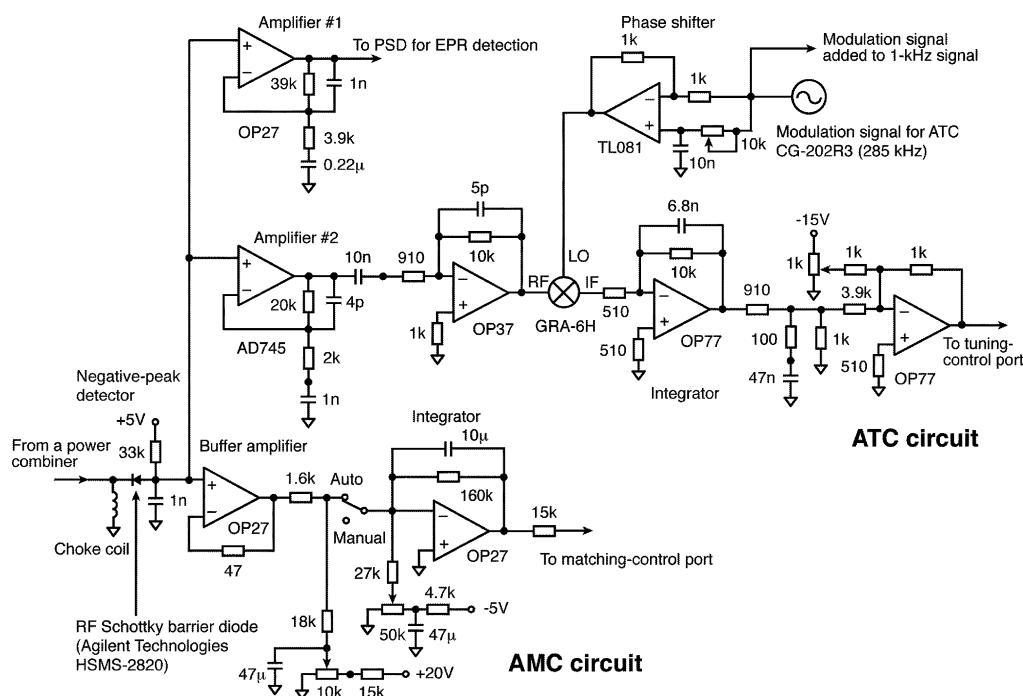 Amplifier #1
+
−
To PSD for EPR detection
39k
1n
OP27
3.9k
0.22μ
Phase shifter
1k
1k
−
+
TL081
10k
10n
Modulation signal
added to 1-kHz signal
Modulation signal for ATC
CG-202R3 (285 kHz)
Amplifier #2
+
−
10n
20k
4p
AD745
2k
1n
910
5p
10k
−
+
1k
OP37
RF
LO
IF
GRA-6H
510
6.8n
10k
−
+
510
OP77
Integrator
910
100
47n
1k
-15V
1k
1k
1k
3.9k
−
+
510
OP77
To tuning-
control port
ATC circuit
Negative-peak
detector
+5V
33k
From a power
combiner
1n
Choke coil
RF Schottky barrier diode
(Agilent Technologies
HSMS-2820)
Buffer amplifier
+
−
OP27
47
1.6k
Auto
Manual
18k
47μ
10k
15k
+20V
Integrator
10μ
160k
−
+
OP27
27k
50k
4.7k
47μ
-5V
15k
To matching-control port
AMC circuit